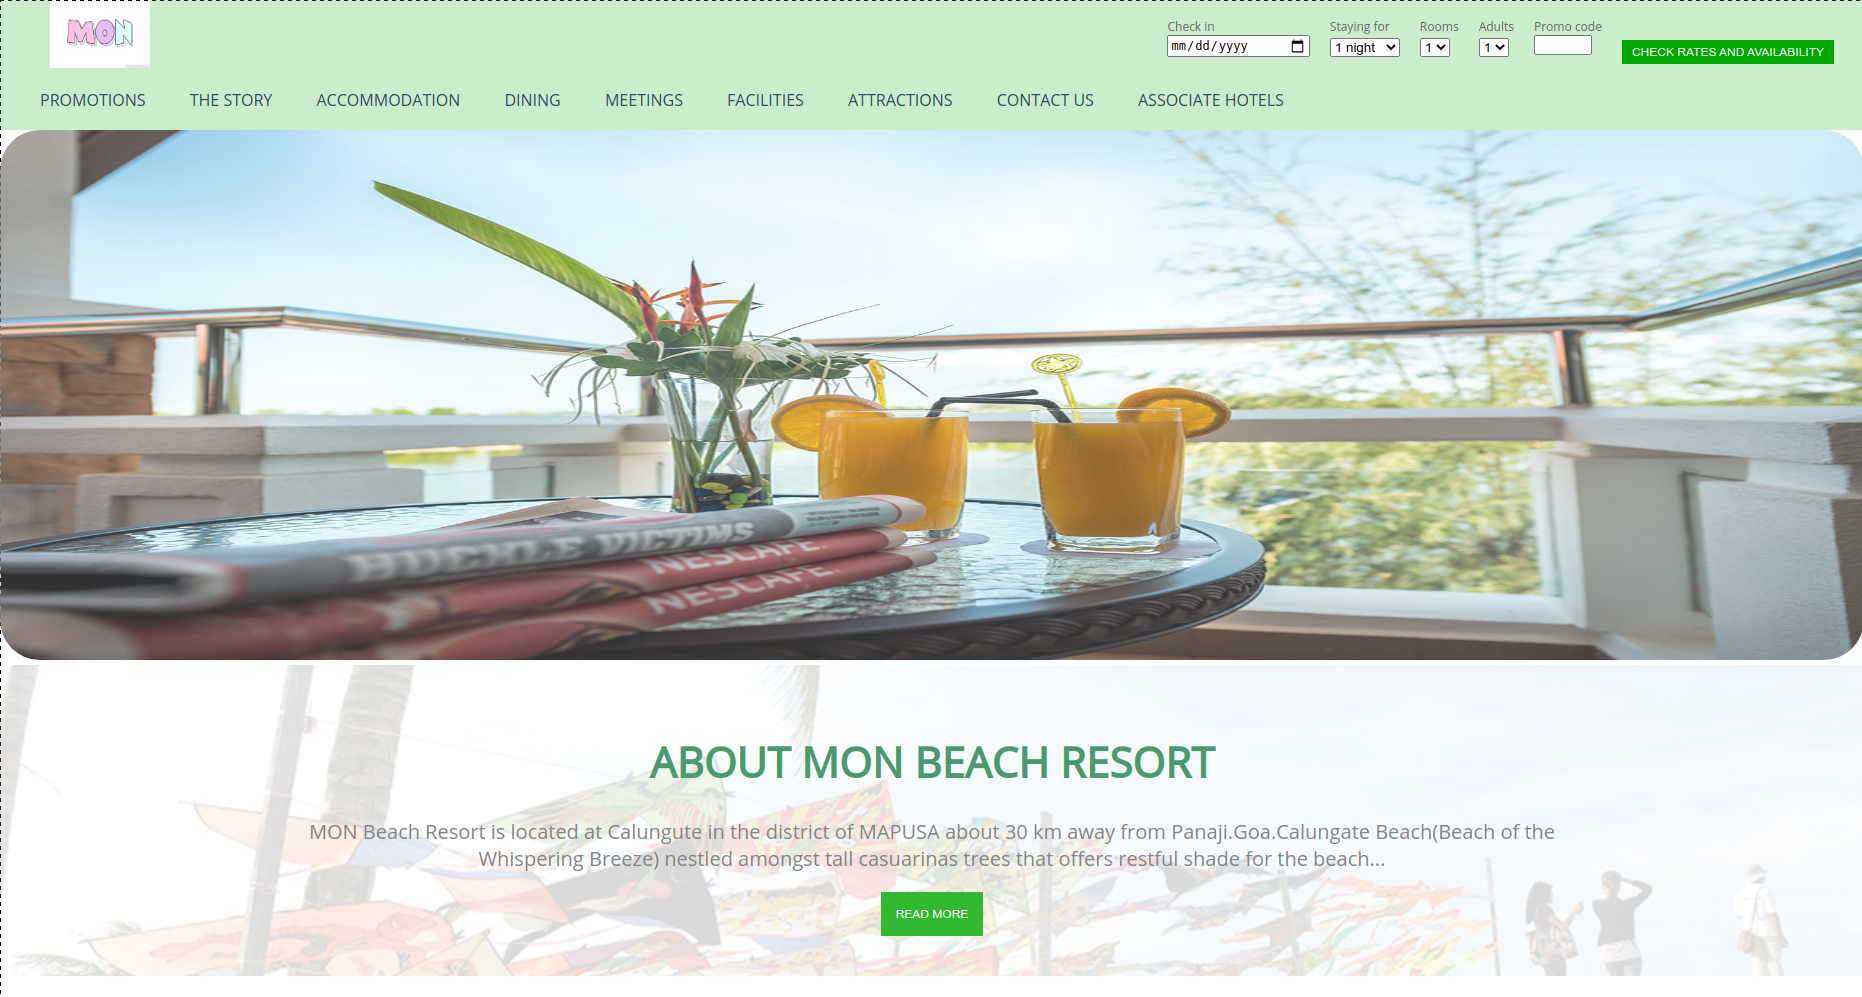 MON
Check in
Staying for
Rooms
Adults
Promo code
mm/dd/yyyy
1 night
1
1
CHECK RATES AND AVAILABILITY
PROMOTIONS
THE STORY
ACCOMMODATION
DINING
MEETINGS
FACILITIES
ATTRACTIONS
CONTACT US
ASSOCIATE HOTELS
BUCKLE VICTIMS
NESCAFE.
NESCAFE.
ABOUT MON BEACH RESORT
MON Beach Resort is located at Calungute in the district of MAPUSA about 30 km away from Panaji.Goa.Calungate Beach(Beach of the
Whispering Breeze) nestled amongst tall casuarinas trees that offers restful shade for the beach...
READ MORE